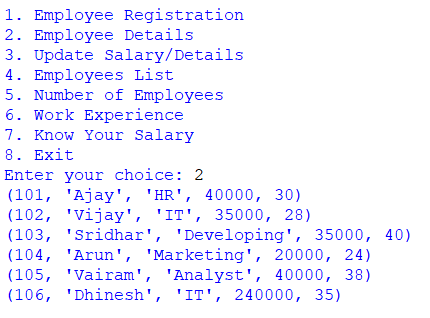 1. Employee Registration
2. Employee Details
3. Update Salary/Details
4. Employees List
5. Number of Employees
6. Work Experience
7. Know Your Salary
8. Exit
Enter your choice: 2
(101, 'Ajay', 'HR', 40000, 30)
(102, 'Vijay', 'IT', 35000, 28)
(103, 'Sridhar', 'Developing', 35000, 40)
(104, 'Arun', 'Marketing', 20000, 24)
(105, 'Vairam', 'Analyst', 40000, 38)
(106, 'Dhinesh', 'IT', 240000, 35)